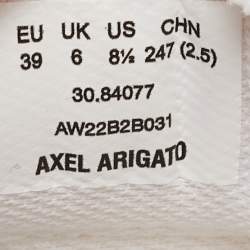 EU UK US CHN
39 6 8½ 247 (2.5)
30.84077
AW22B2B031
AXEL ARIGATO